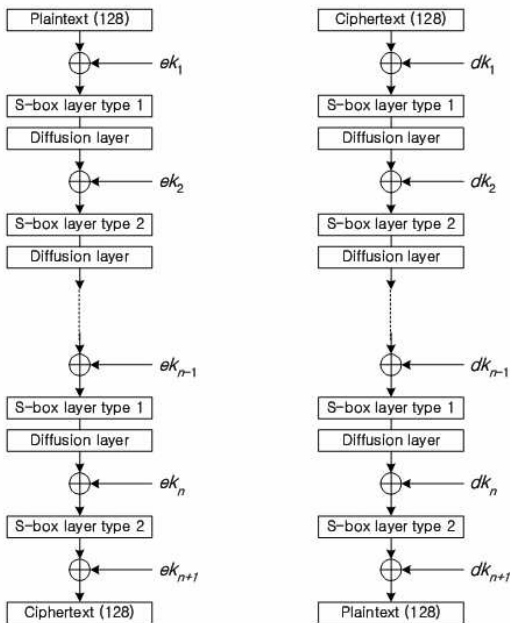 Plaintext (128)
ek1
S-box layer type 1
Diffusion layer
ek2
S-box layer type 2
Diffusion layer
ekn-1
S-box layer type 1
Diffusion layer
ekn
S-box layer type 2
ekn+1
Ciphertext (128)
Ciphertext (128)
dk1
S-box layer type 1
Diffusion layer
dk2
S-box layer type 2
Diffusion layer
dkn-1
S-box layer type 1
Diffusion layer
dkn
S-box layer type 2
dkn+1
Plaintext (128)